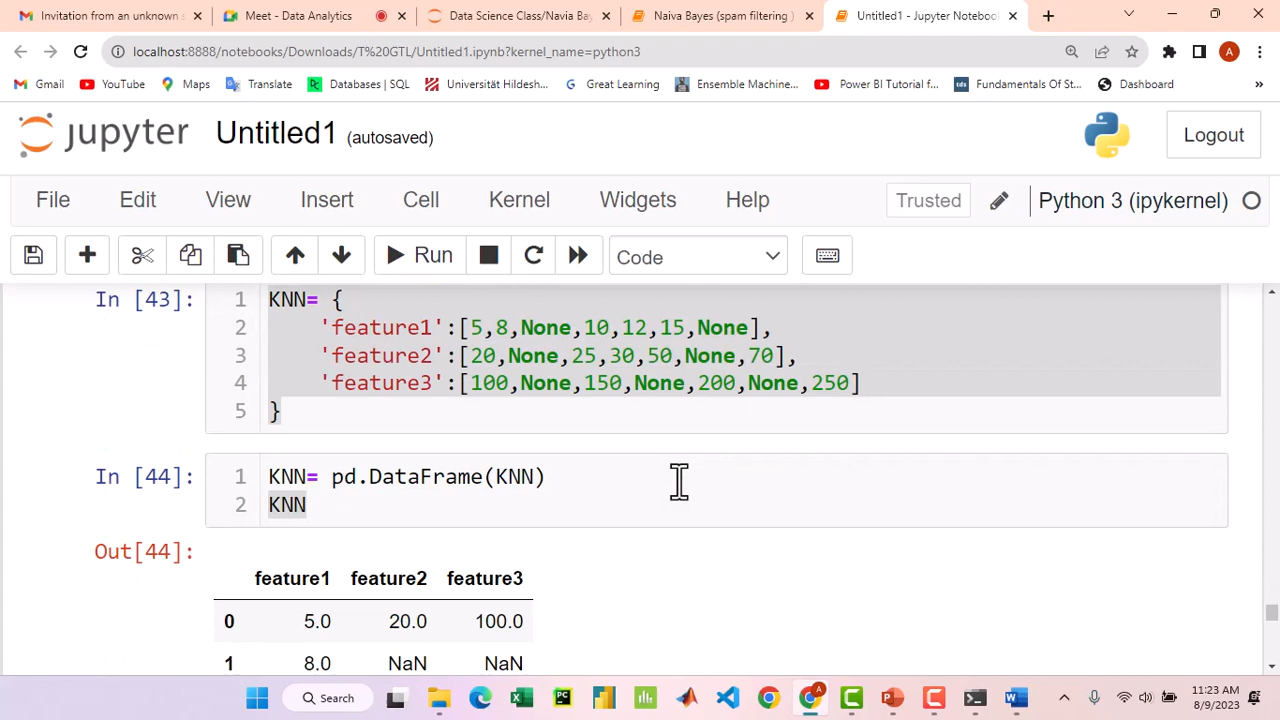 Invitation from an unknown s
Meet - Data Analytics
Data Science Class/Navia Bay
Naiva Bayes (spam filtering )
Untitled1 - Jupyter Notebook
localhost:8888/notebooks/Downloads/T%20GTL/Untitled1.ipynb?kernel_name=python3
A
Gmail
YouTube
Maps
Translate
Databases | SQL
Universität Hildesh...
Great Learning
Ensemble Machine...
Power BI Tutorial f...
Fundamentals Of St...
Dashboard
»
jupyter
Untitled1 (autosaved)
Logout
File
Edit
View
Insert
Cell
Kernel
Widgets
Help
Trusted
Python 3 (ipykernel)
Run
Code
In [43]:
1 KNN= {
2 'feature1':[5,8,None,10,12,15,None],
3 'feature2':[20,None,25,30,50,None,70],
4 'feature3':[100,None,150,None,200,None,250]
5 }
In [44]:
1 KNN= pd.DataFrame(KNN)
2 KNN
Out[44]:
feature1 feature2 feature3
0 5.0 20.0 100.0
1 8.0 NaN NaN
Search
11:23 AM
8/9/2023